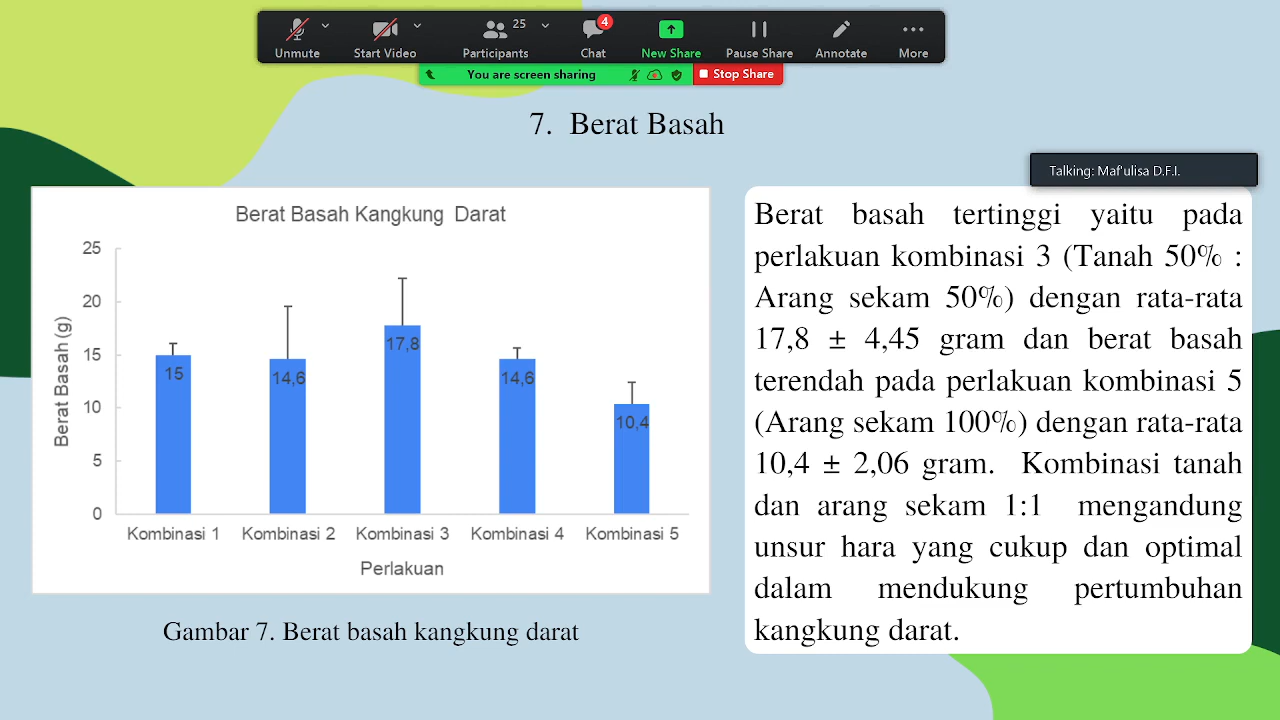 Unmute
Start Video
Participants
25
Chat
4
New Share
Pause Share
Annotate
More
You are screen sharing
Stop Share
7. Berat Basah
Talking: Maf'ulisa D.F.I.
Berat Basah Kangkung Darat
Berat Basah (g)
25
20
15
10
5
0
15
14,6
17,8
14,6
10,4
Kombinasi 1
Kombinasi 2
Kombinasi 3
Kombinasi 4
Kombinasi 5
Perlakuan
Gambar 7. Berat basah kangkung darat
Berat basah tertinggi yaitu pada
perlakuan kombinasi 3 (Tanah 50% :
Arang sekam 50%) dengan rata-rata
17,8 ± 4,45 gram dan berat basah
terendah pada perlakuan kombinasi 5
(Arang sekam 100%) dengan rata-rata
10,4 ± 2,06 gram. Kombinasi tanah
dan arang sekam 1:1 mengandung
unsur hara yang cukup dan optimal
dalam mendukung pertumbuhan
kangkung darat.